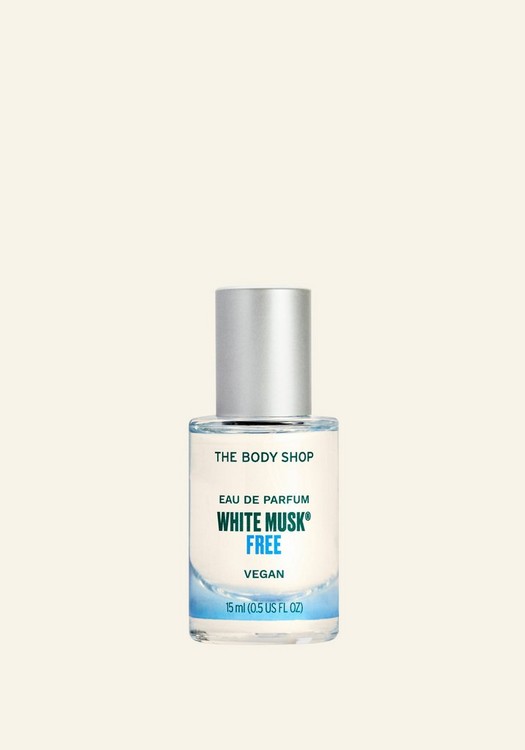 THE BODY SHOP
EAU DE PARFUM
WHITE MUSK®
FREE
VEGAN
15 ml (0.5 US FL OZ)